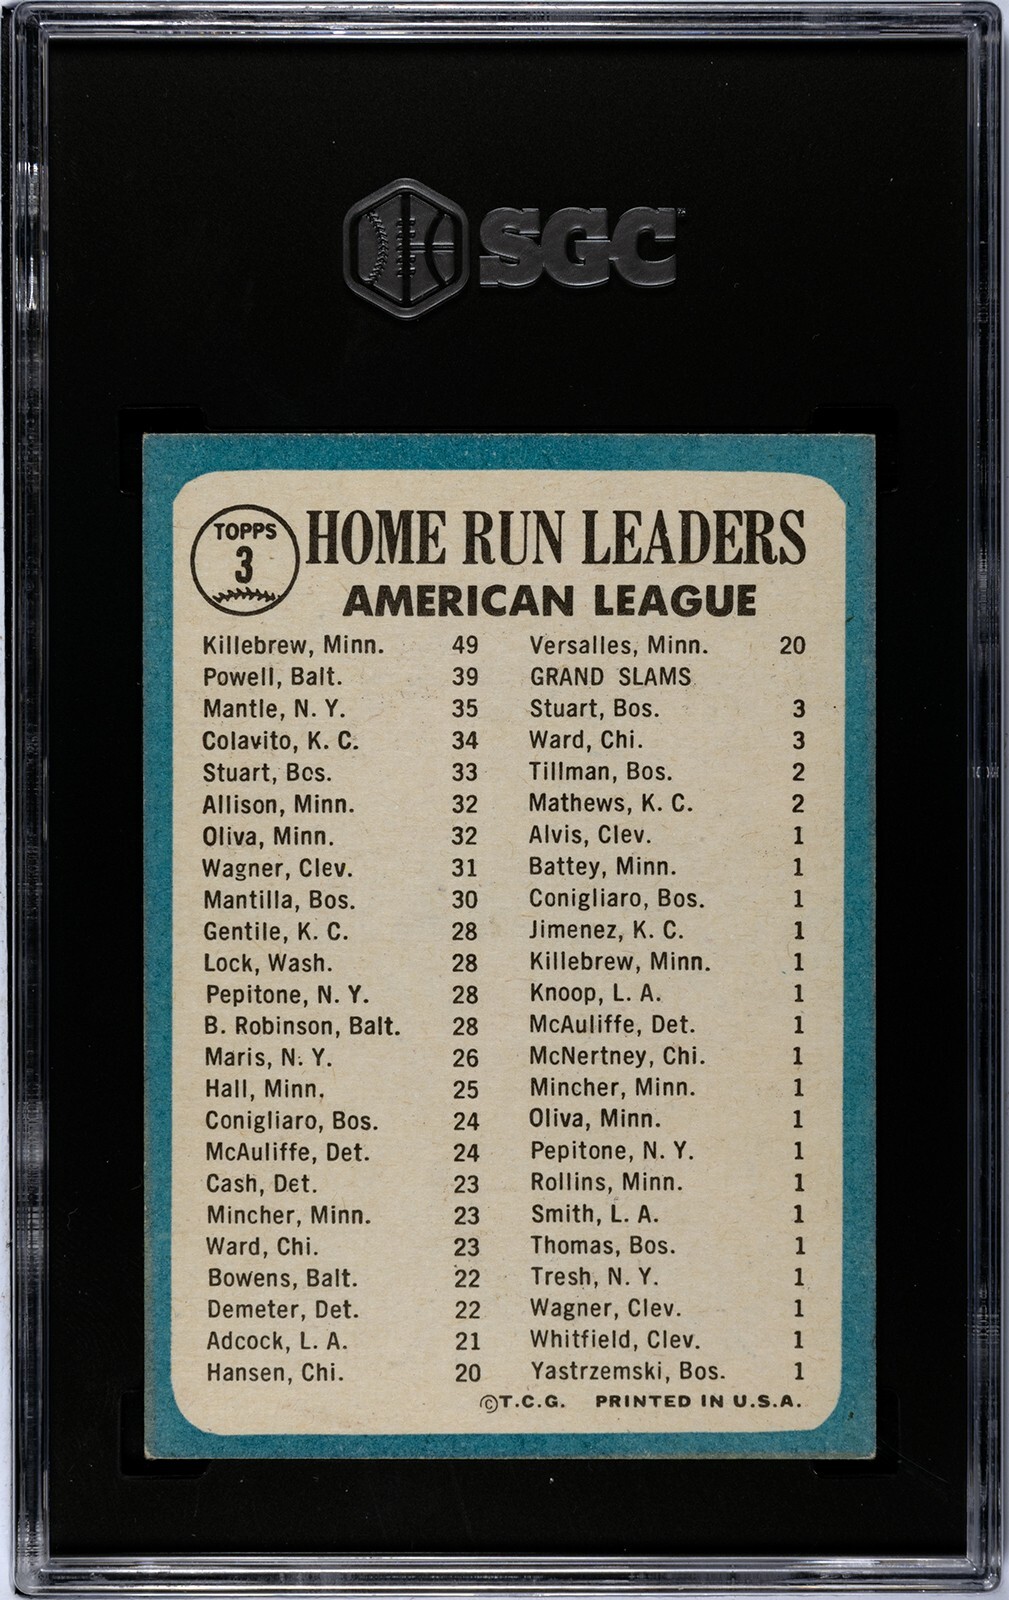 SGC
TOPPS
3
HOME RUN LEADERS
AMERICAN LEAGUE
Killebrew, Minn. 49
Powell, Balt. 39
Mantle, N. Y. 35
Colavito, K. C. 34
Stuart, Bos. 33
Allison, Minn. 32
Oliva, Minn. 32
Wagner, Clev. 31
Mantilla, Bos. 30
Gentile, K. C. 28
Lock, Wash. 28
Pepitone, N. Y. 28
B. Robinson, Balt. 28
Maris, N. Y. 26
Hall, Minn. 25
Conigliaro, Bos. 24
McAuliffe, Det. 24
Cash, Det. 23
Mincher, Minn. 23
Ward, Chi. 23
Bowens, Balt. 22
Demeter, Det. 22
Adcock, L. A. 21
Hansen, Chi. 20
Versalles, Minn. 20
GRAND SLAMS
Stuart, Bos. 3
Ward, Chi. 3
Tillman, Bos. 2
Mathews, K. C. 2
Alvis, Clev. 1
Battey, Minn. 1
Conigliaro, Bos. 1
Jimenez, K. C. 1
Killebrew, Minn. 1
Knoop, L. A. 1
McAuliffe, Det. 1
McNertney, Chi. 1
Mincher, Minn. 1
Oliva, Minn. 1
Pepitone, N. Y. 1
Rollins, Minn. 1
Smith, L. A. 1
Thomas, Bos. 1
Tresh, N. Y. 1
Wagner, Clev. 1
Whitfield, Clev. 1
Yastrzemski, Bos. 1
©T.C.G. PRINTED IN U.S.A.